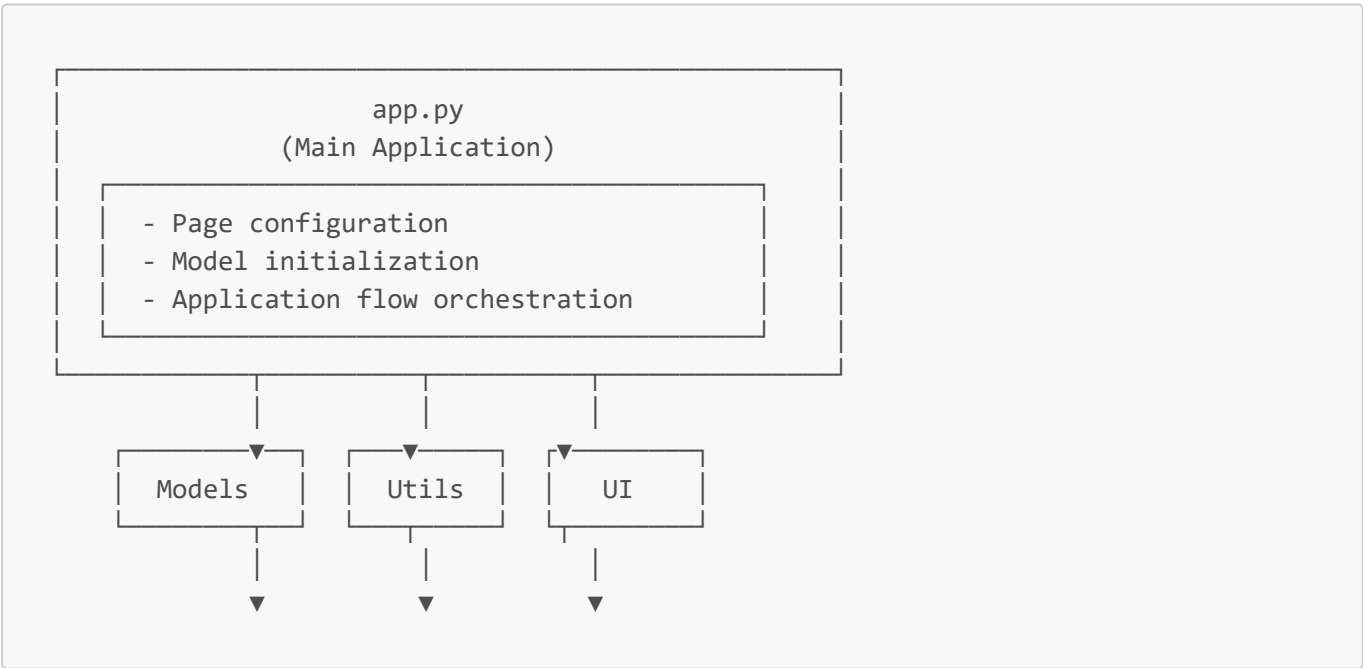 app.py
(Main Application)
- Page configuration
- Model initialization
- Application flow orchestration
Models Utils UI